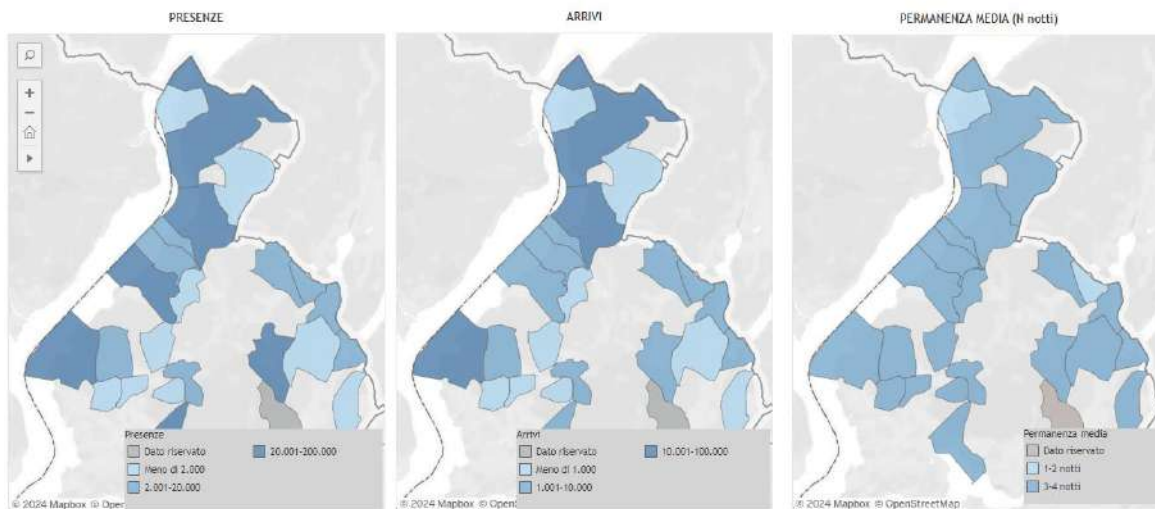 PRESENZE
ARRIVI
PERMANENZA MEDIA (N notti)
Presenze
Dato riservato
20.001-200.000
Meno di 2.000
2.001-20.000
© 2024 Mapbox © Open
Arrivi
Dato riservato
10.001-100.000
Meno di 1.000
1.001-10.000
© 2024 Mapbox © Open
Permanenza media
Dato riservato
1-2 notti
3-4 notti
© 2024 Mapbox © OpenStreetMap